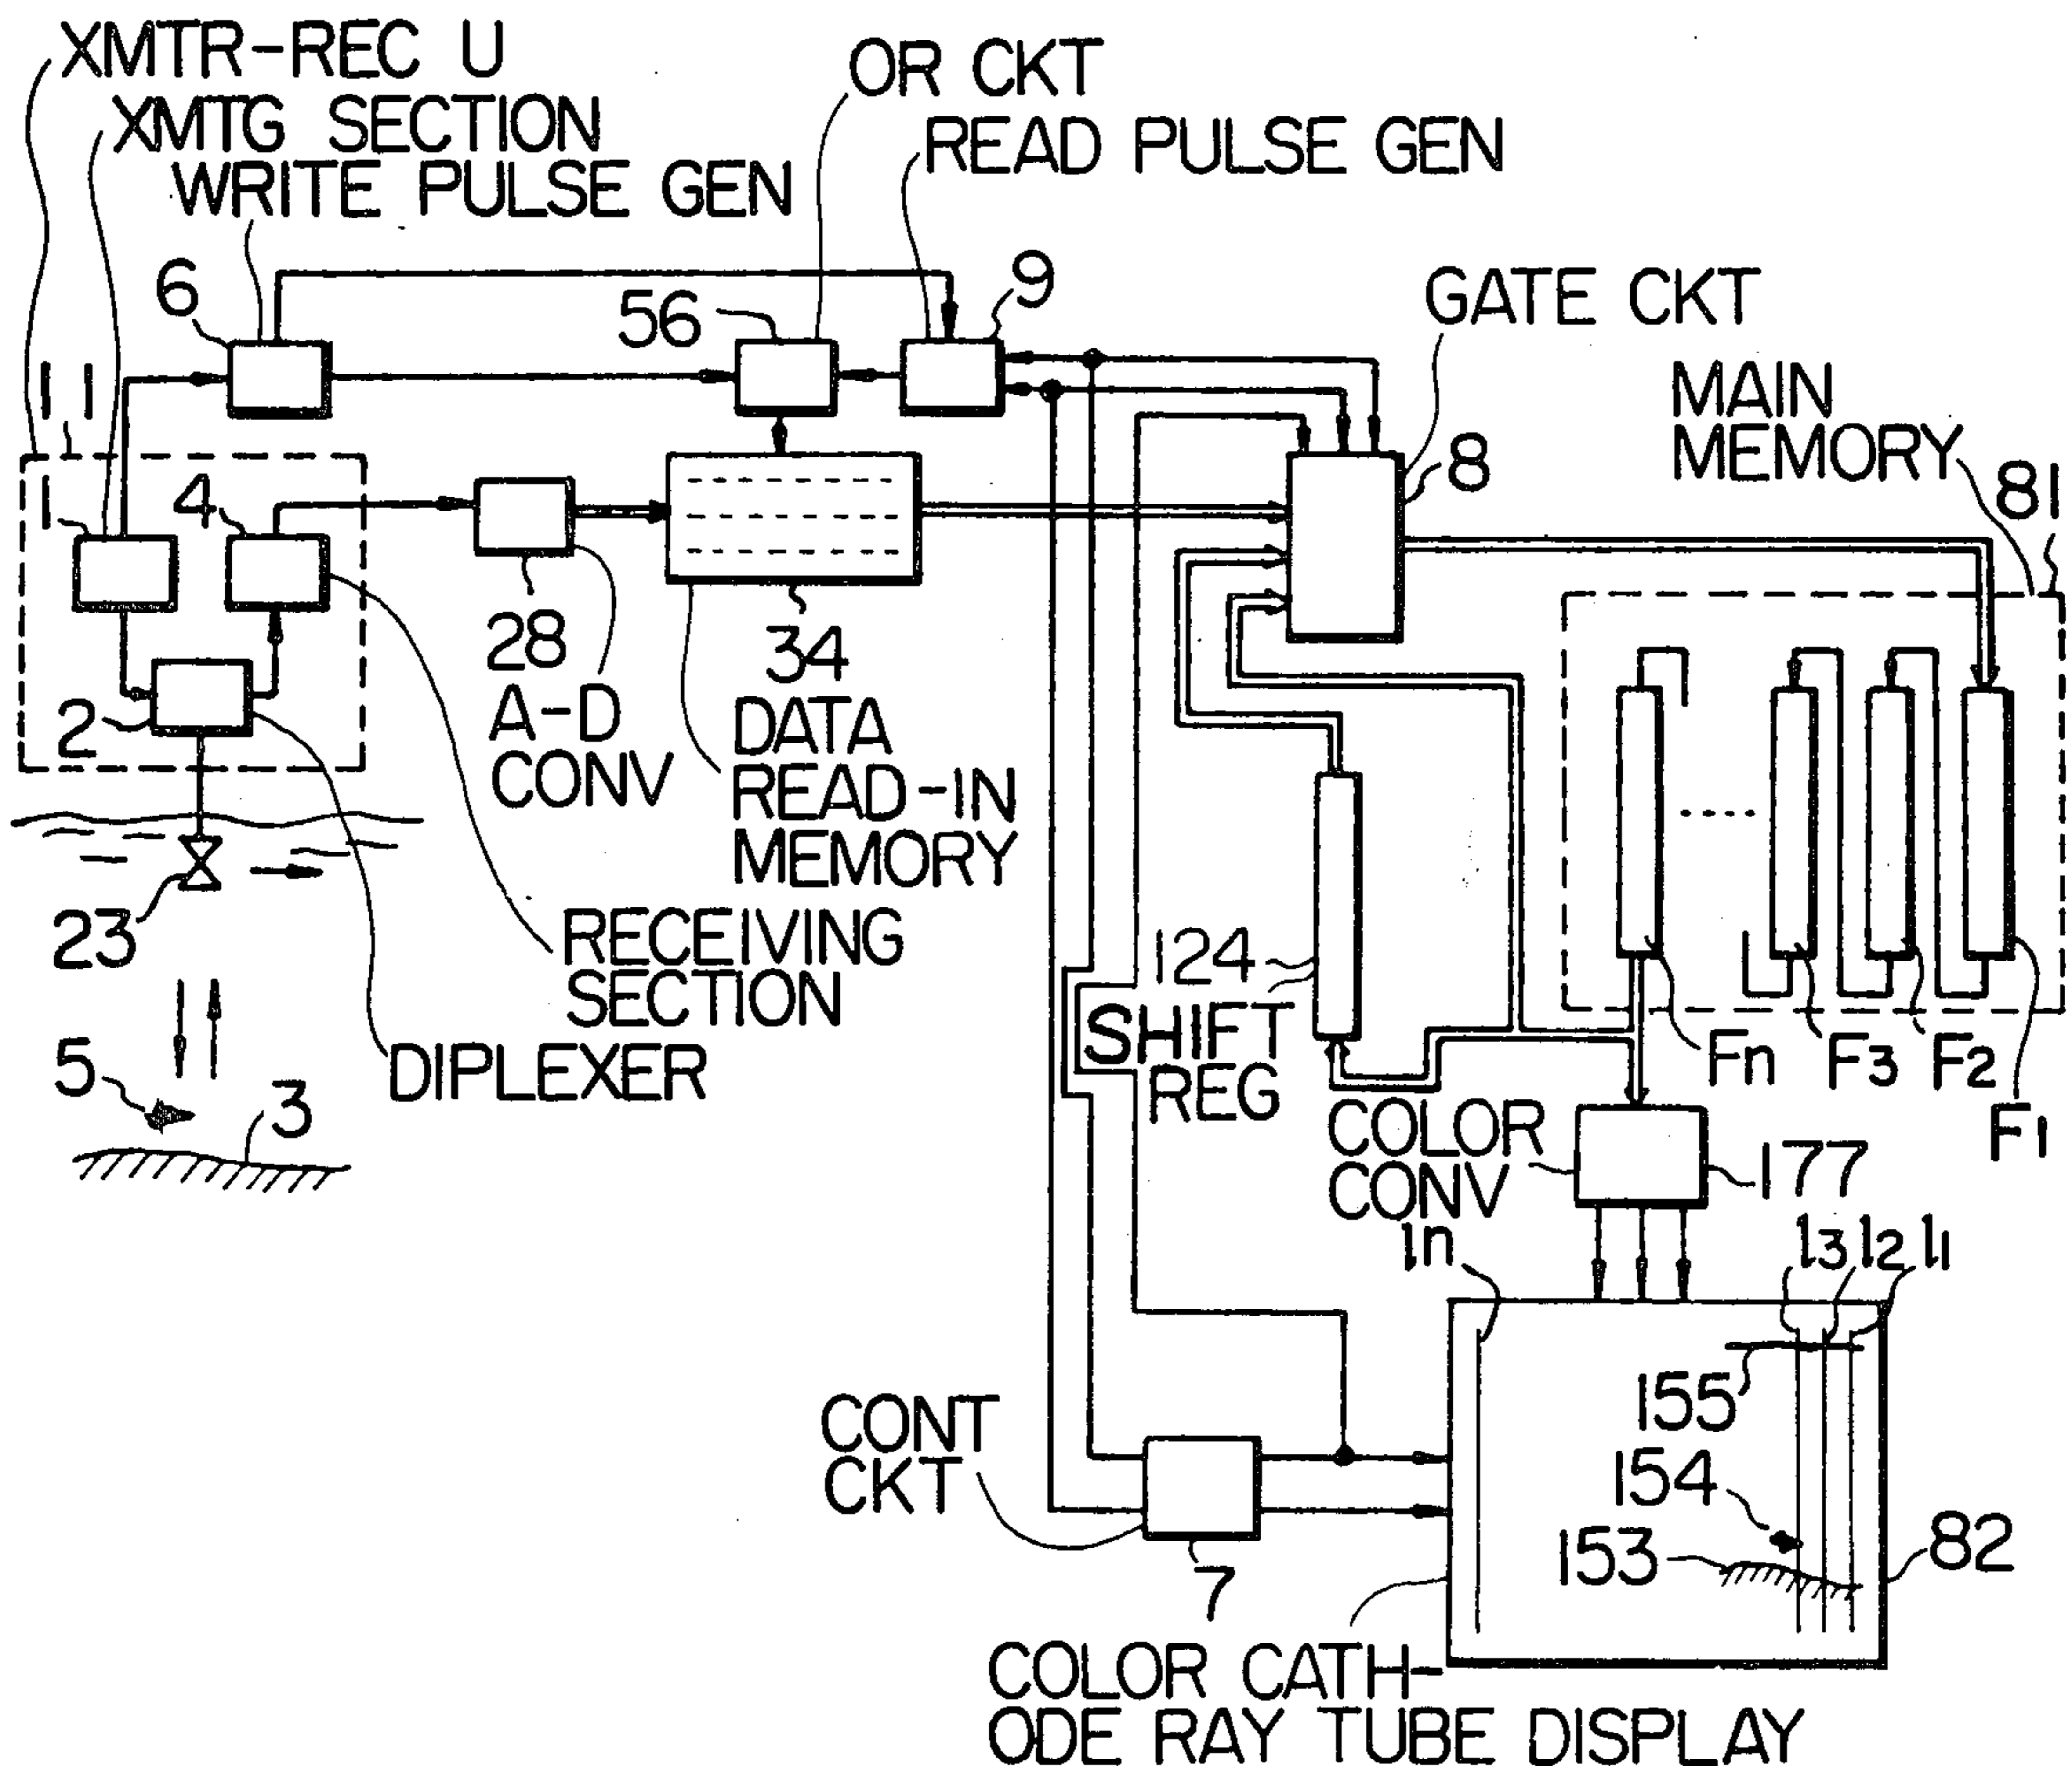 XMTR-REC U
XMTG SECTION
WRITE PULSE GEN
OR CKT
READ PULSE GEN
6
56
9
GATE CKT
MAIN
MEMORY
11
1
4
8
81
28
A-D
CONV
34
DATA
READ-IN
MEMORY
2
23
RECEIVING
SECTION
DIPLEXER
5
3
124
SHIFT
REG
Fn
F3
F2
F1
COLOR
CONV
177
ln
l3
l2
l1
155
154
153
82
CONT
CKT
7
COLOR CATH-
ODE RAY TUBE DISPLAY